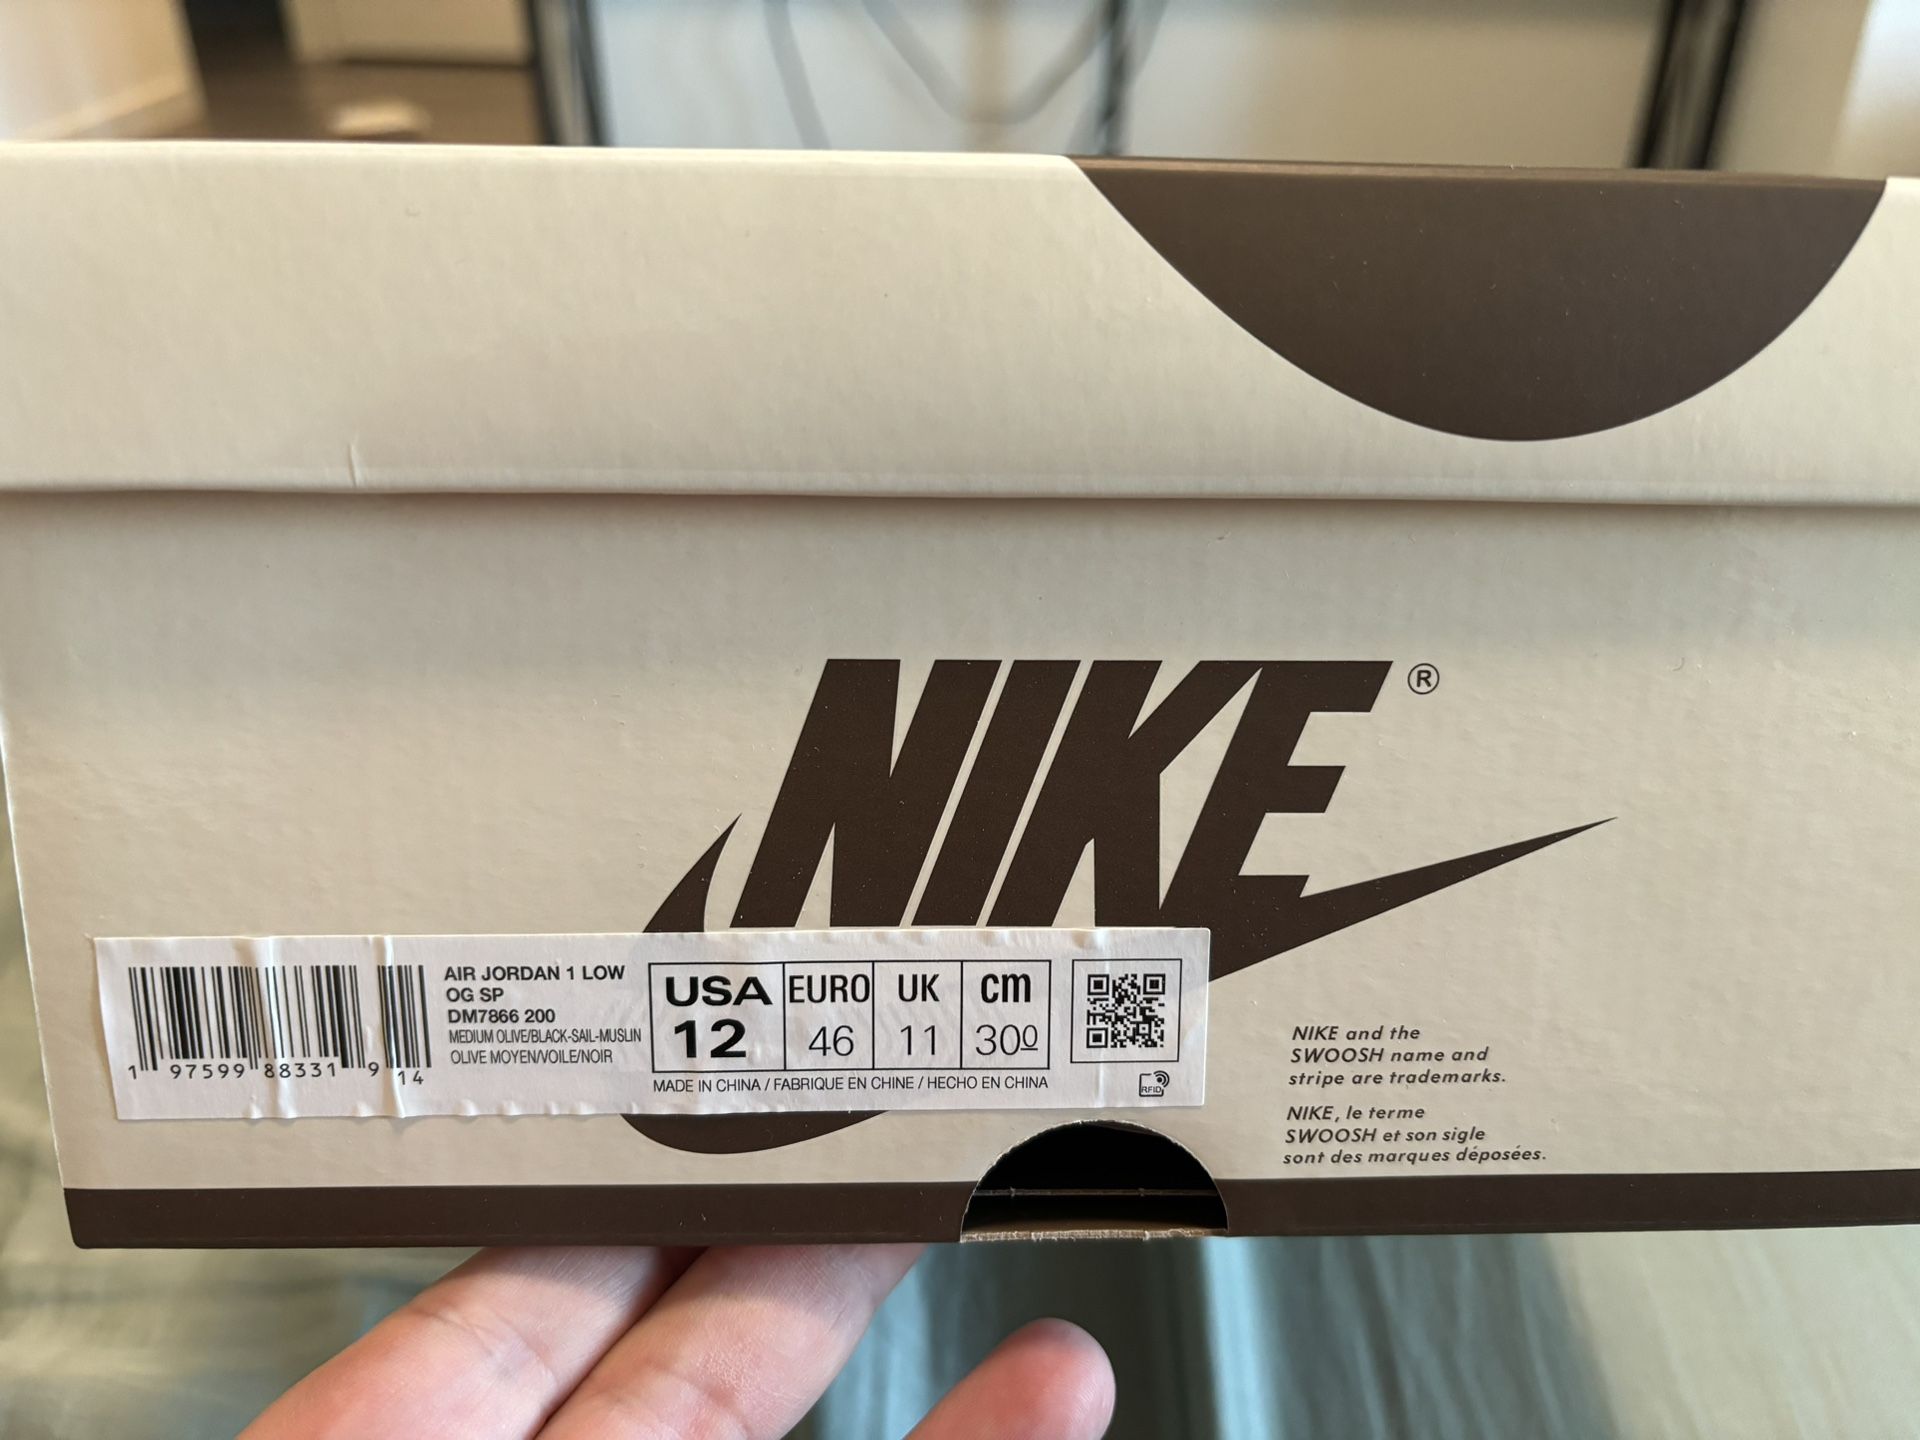 NIKE®
1 97599 88331 9 14
AIR JORDAN 1 LOW
OG SP
DM7866 200
MEDIUM OLIVE/BLACK-SAIL-MUSLIN
OLIVE MOYEN/VOILE/NOIR
USA EURO UK cm
12 46 11 300
MADE IN CHINA / FABRIQUE EN CHINE / HECHO EN CHINA
RFID
NIKE and the
SWOOSH name and
stripe are trademarks.
NIKE, le terme
SWOOSH et son sigle
sont des marques déposées.